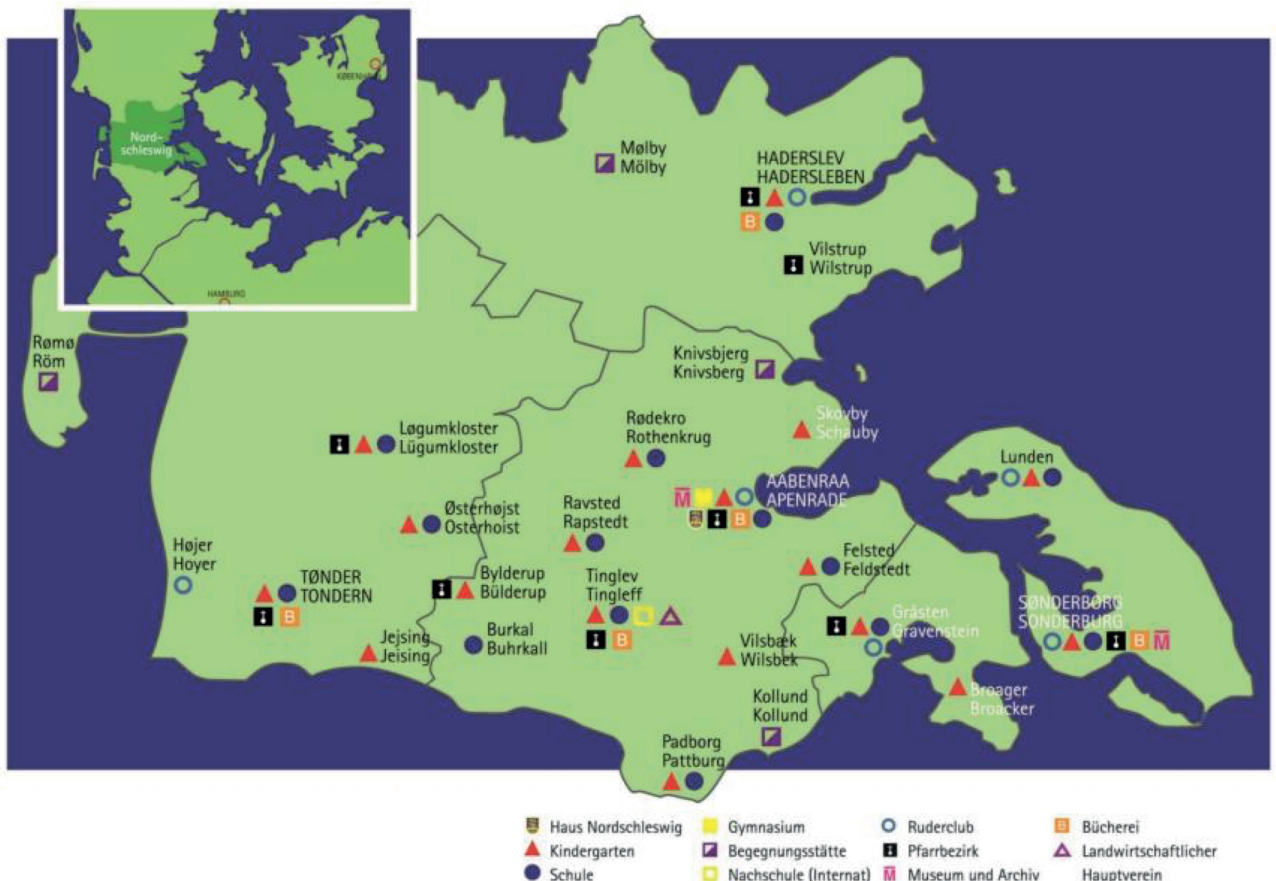 KØBENHAVN
Nord-
schleswig
HAMBURG
Mølby
Mölby
HADERSLEV
HADERSLEBEN
B
Vilstrup
Wilstrup
Rømø
Röm
Knivsbjerg
Knivsberg
Skovby
Schauby
Rødekro
Rothenkrug
Løgumkloster
Lügumkloster
Lunden
AABENRAA
APENRADE
M
B
Østerhøjst
Osterhoist
Ravsted
Rapstedt
Højer
Hoyer
Felsted
Feldstedt
TØNDER
TONDERN
B
Bylderup
Bülderup
Tinglev
Tingleff
B
Gråsten
Gravenstein
SØNDERBORG
SONDERBURG
B M
Burkal
Buhrkall
Jejsing
Jeising
Vilsbæk
Wilsbek
Broager
Broacker
Kollund
Kollund
Padborg
Pattburg
Haus Nordschleswig
Gymnasium
Ruderclub
B Bücherei
Kindergarten
Begegnungsstätte
Pfarrbezirk
Landwirtschaftlicher
Hauptverein
Schule
Nachschule (Internat)
M Museum und Archiv